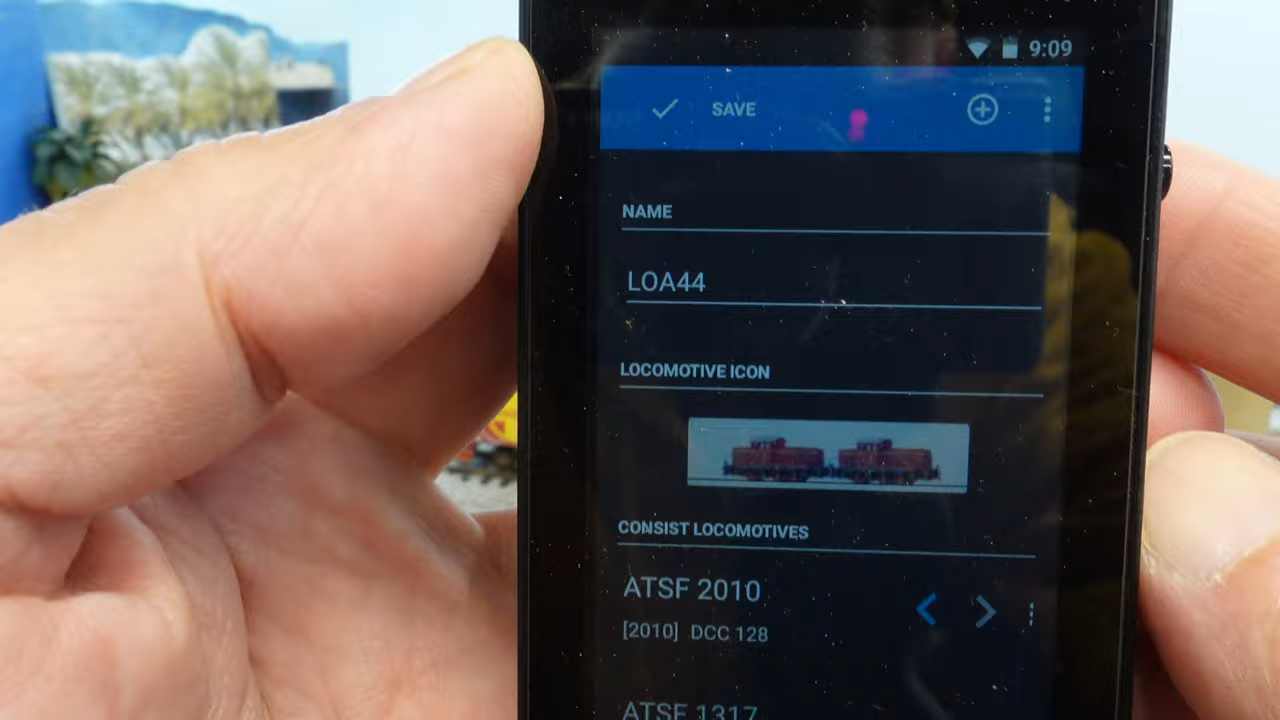 9:09
SAVE
NAME
LOA44
LOCOMOTIVE ICON
CONSIST LOCOMOTIVES
ATSF 2010
[2010] DCC 128
ATSF 1317